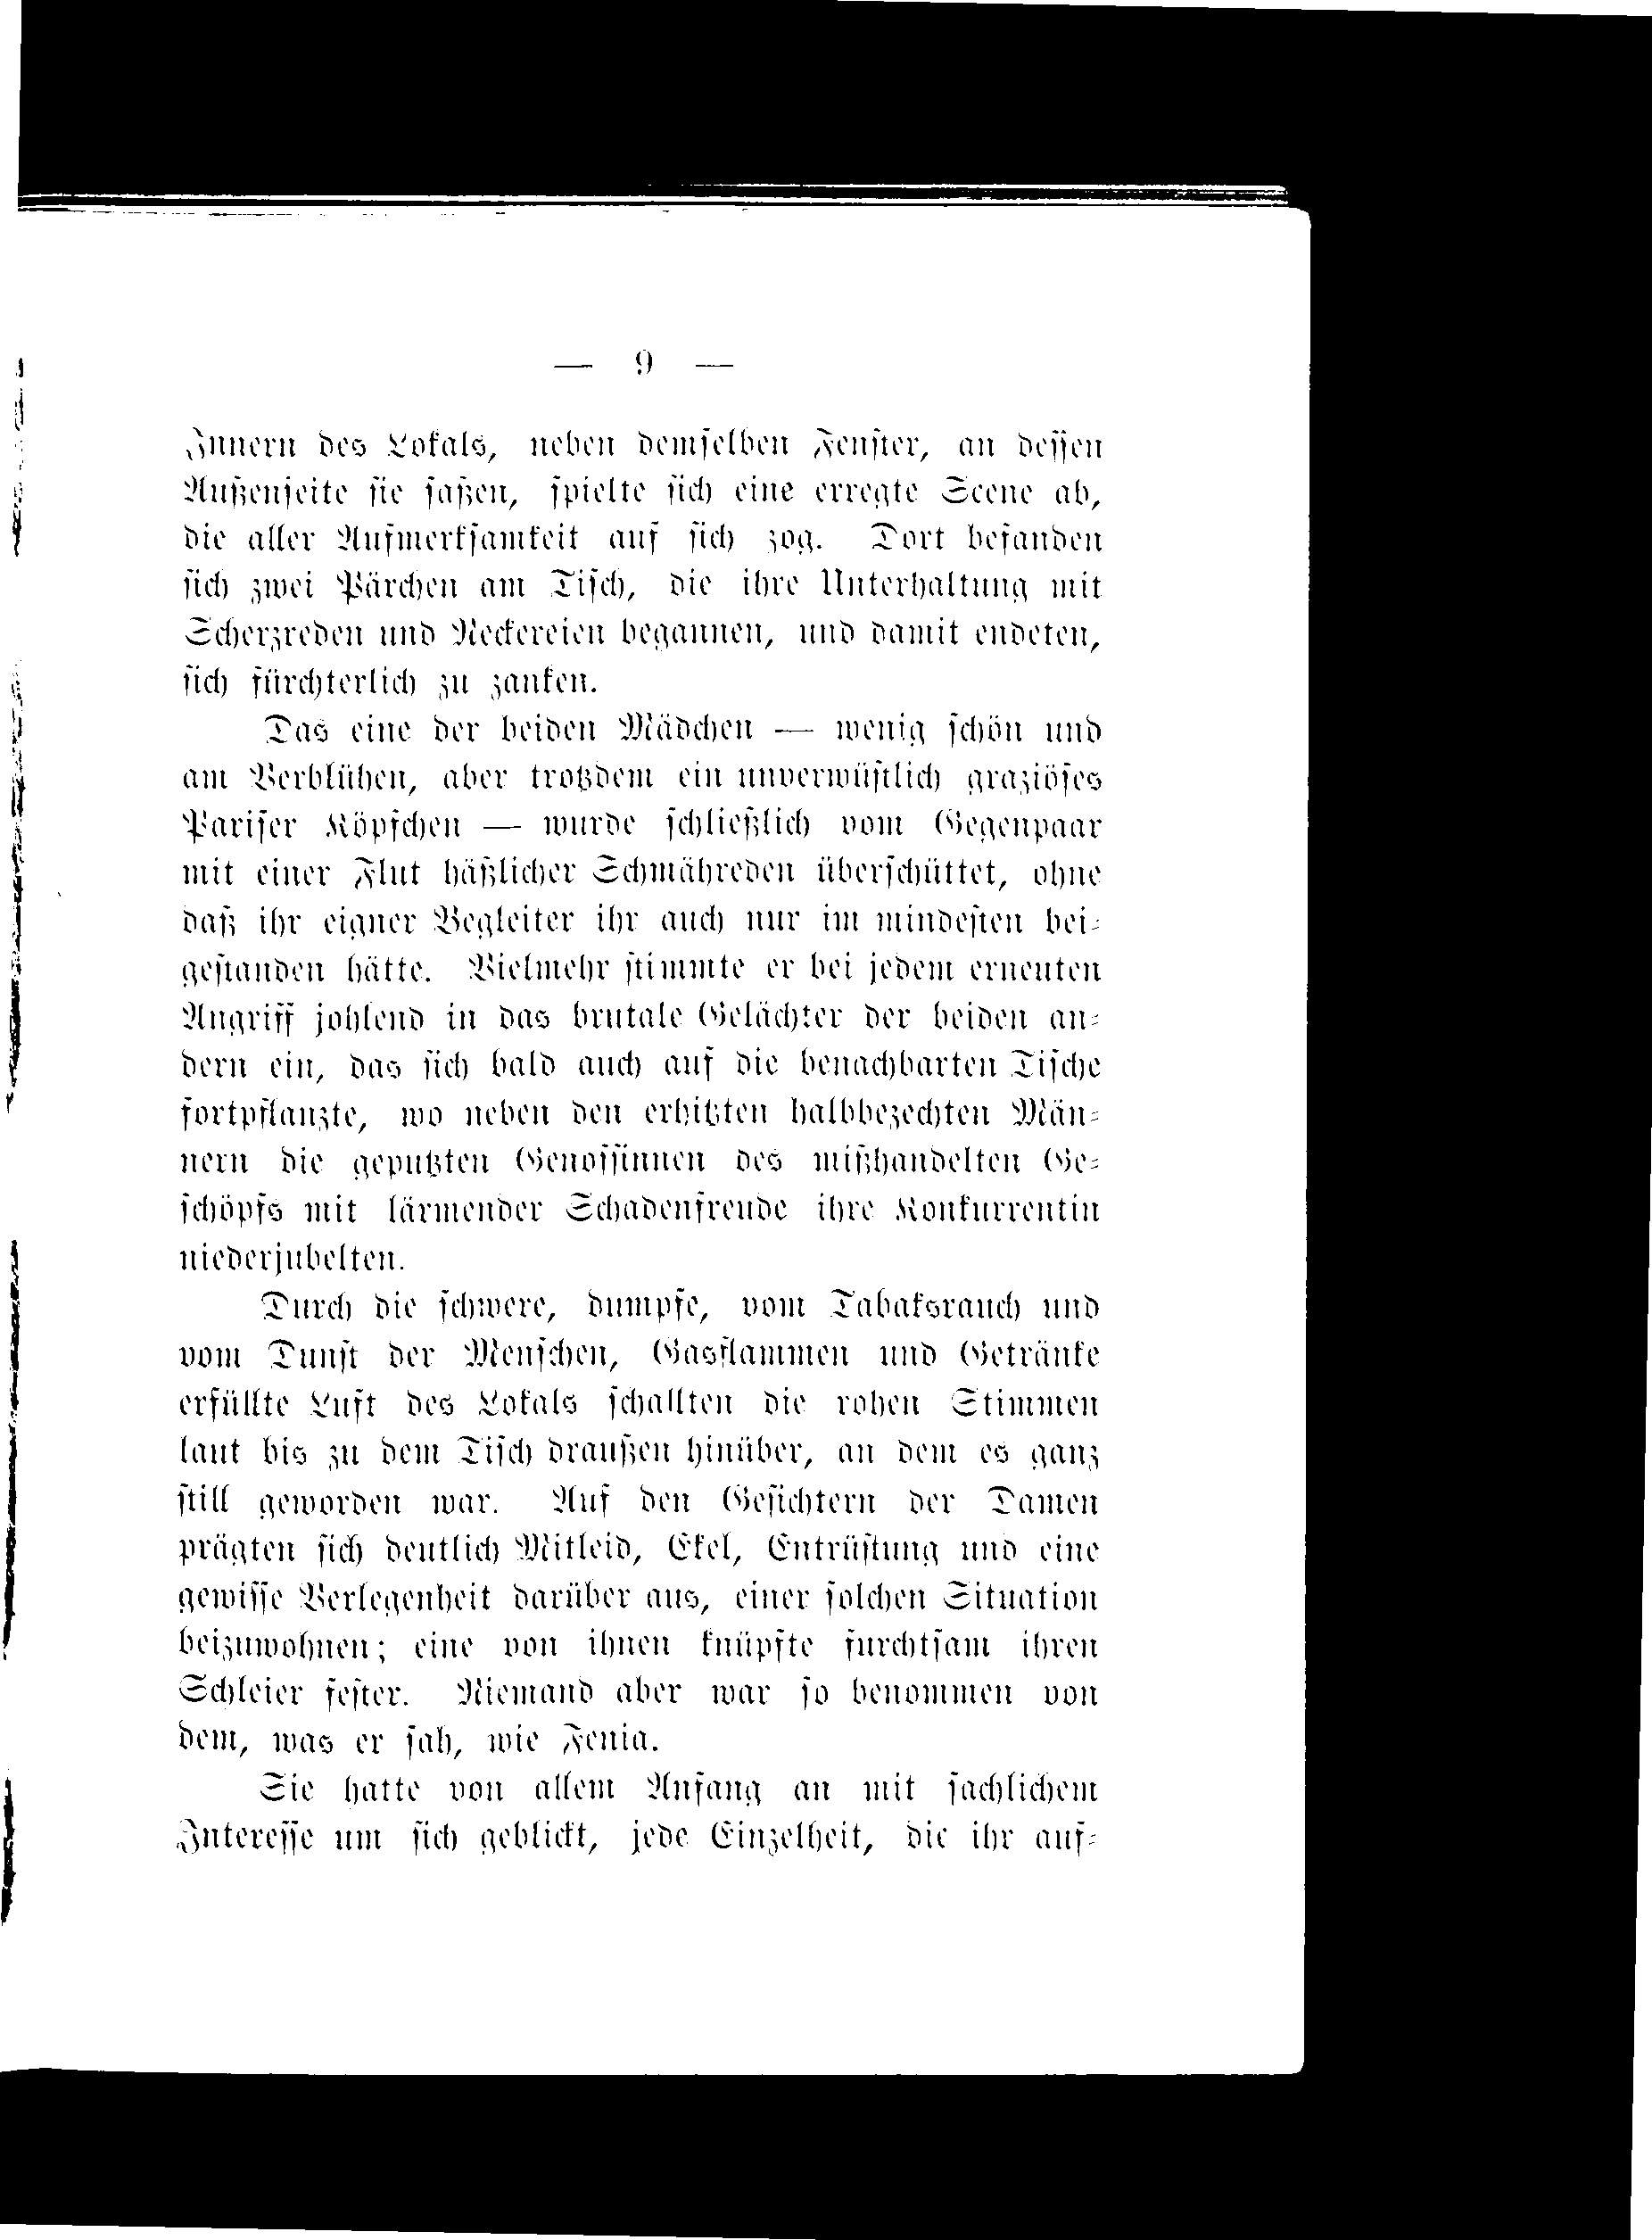 — 9 —
Innern des Lokals, neben demſelben Fenſter, an deſſen
Außenſeite ſie ſaßen, ſpielte ſich eine erregte Scene ab,
die aller Aufmerkſamkeit auf ſich zog. Dort befanden
ſich zwei Pärchen am Tiſch, die ihre Unterhaltung mit
Scherzreden und Neckereien begannen, und damit endeten,
ſich fürchterlich zu zanken.
Das eine der beiden Mädchen — wenig ſchön und
am Verblühen, aber trotzdem ein unverwüſtlich graziöſes
Pariſer Köpfchen — wurde ſchließlich vom Gegenpaar
mit einer Flut häßlicher Schmähreden überſchüttet, ohne
daß ihr eigner Begleiter ihr auch nur im mindeſten bei-
geſtanden hätte. Vielmehr ſtimmte er bei jedem erneuten
Angriff johlend in das brutale Gelächter der beiden an-
dern ein, das ſich bald auch auf die benachbarten Tiſche
fortpflanzte, wo neben den erhitzten halbbezechten Män-
nern die geputzten Genoſſinnen des mißhandelten Ge-
ſchöpfs mit lärmender Schadenfreude ihre Konkurrentin
niederjubelten.
Durch die ſchwere, dumpfe, vom Tabaksrauch und
vom Dunſt der Menſchen, Gasflammen und Getränke
erfüllte Luft des Lokals ſchallten die rohen Stimmen
laut bis zu dem Tiſch draußen hinüber, an dem es ganz
ſtill geworden war. Auf den Geſichtern der Damen
prägten ſich deutlich Mitleid, Ekel, Entrüſtung und eine
gewiſſe Verlegenheit darüber aus, einer ſolchen Situation
beizuwohnen; eine von ihnen knüpfte furchtſam ihren
Schleier feſter. Niemand aber war ſo benommen von
dem, was er ſah, wie Fenia.
Sie hatte von allem Anfang an mit ſachlichem
Intereſſe um ſich geblickt, jede Einzelheit, die ihr auf-